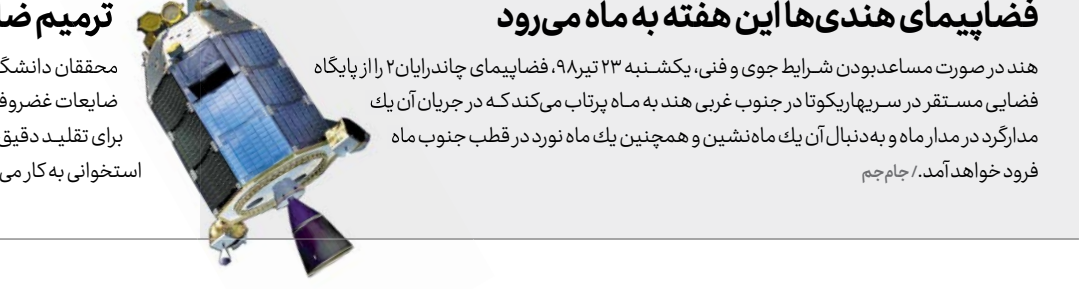 فضاپیمای هندی‌ها این هفته به ماه می‌رود
هند در صورت مساعدبودن شرایط جوی و فنی، یکشنبه ۲۳ تیر۹۸، فضاپیمای چاندرایان۲ را از پایگاه
فضایی مستقر در سریهاریکوتا در جنوب غربی هند به ماه پرتاب می‌کند که در جریان آن یك
مدارگرد در مدار ماه و به‌دنبال آن یك ماه‌نشین و همچنین یك ماه نورد در قطب جنوب ماه
فرود خواهد آمد./ جام‌جم
ترمیم
محققان
ضایعات
برای تقلید دقیق
استخوانی به کار